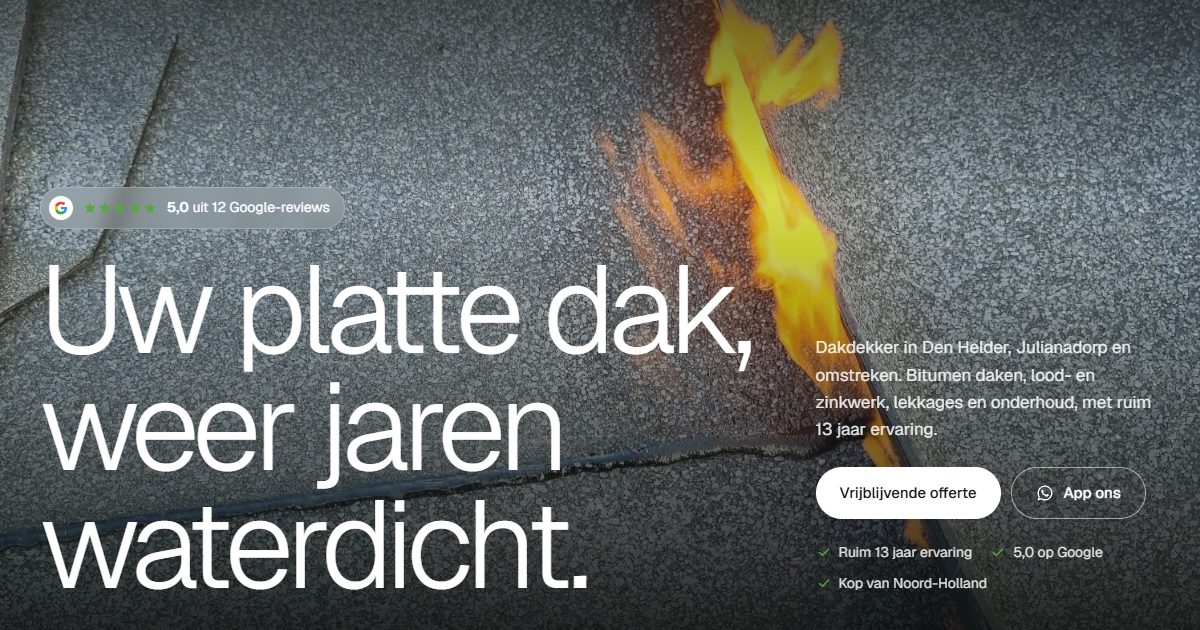 5,0 uit 12 Google-reviews
Uw platte dak,
weer jaren
waterdicht.
Dakdekker in Den Helder, Julianadorp en
omstreken. Bitumen daken, lood- en
zinkwerk, lekkages en onderhoud, met ruim
13 jaar ervaring.
Vrijblijvende offerte
App ons
Ruim 13 jaar ervaring
5,0 op Google
Kop van Noord-Holland